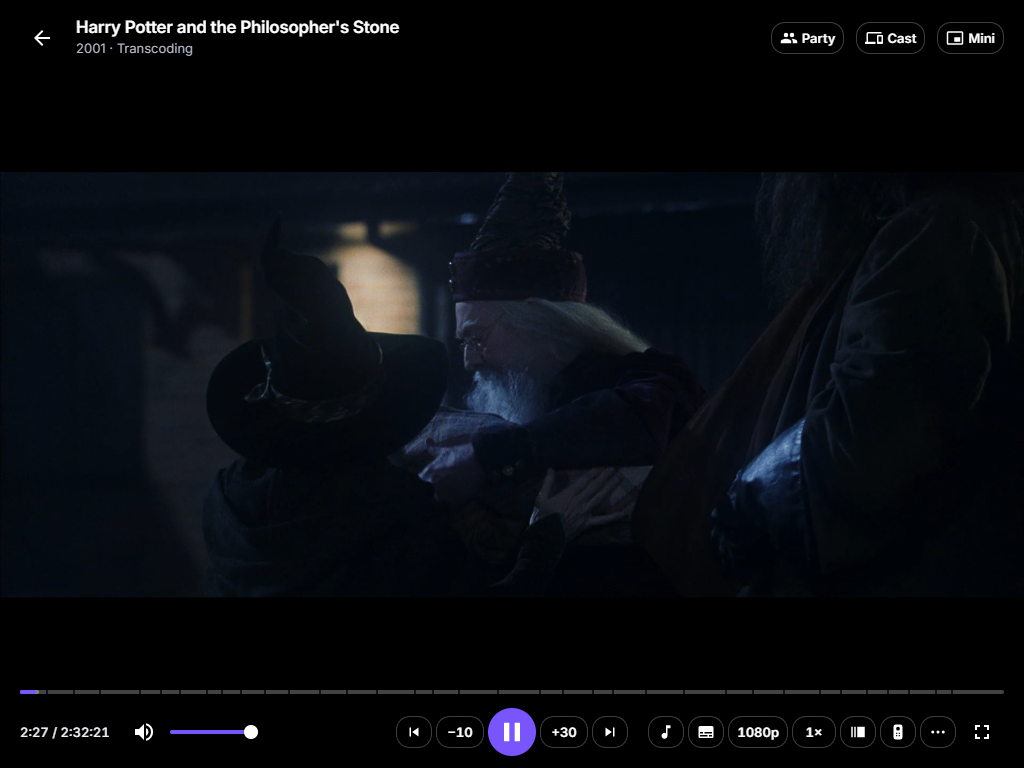 Harry Potter and the Philosopher's Stone
2001 · Transcoding
Party
Cast
Mini
2:27 / 2:32:21
−10
+30
1080p
1×